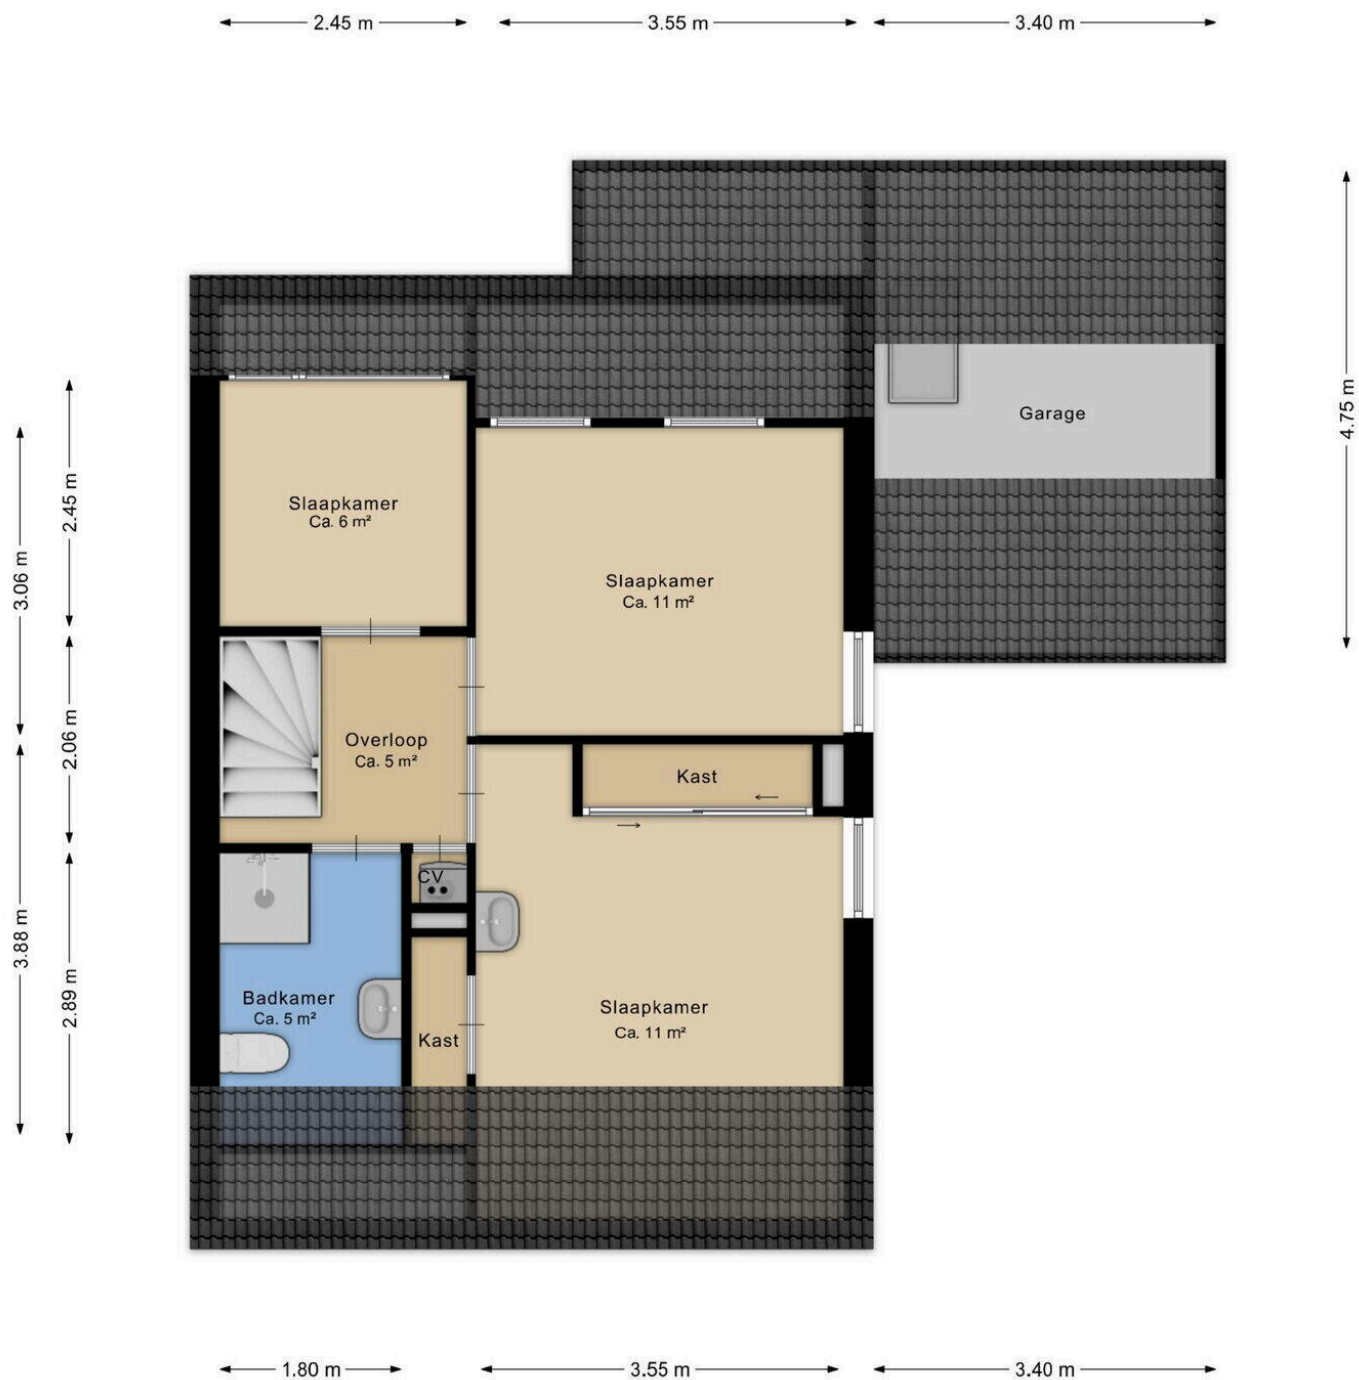 2.45 m
3.55 m
3.40 m
4.75 m
Garage
Slaapkamer
Ca. 6 m²
2.45 m
3.06 m
Slaapkamer
Ca. 11 m²
Overloop
Ca. 5 m²
2.06 m
Kast
CV
3.88 m
2.89 m
Badkamer
Ca. 5 m²
Kast
Slaapkamer
Ca. 11 m²
1.80 m
3.55 m
3.40 m